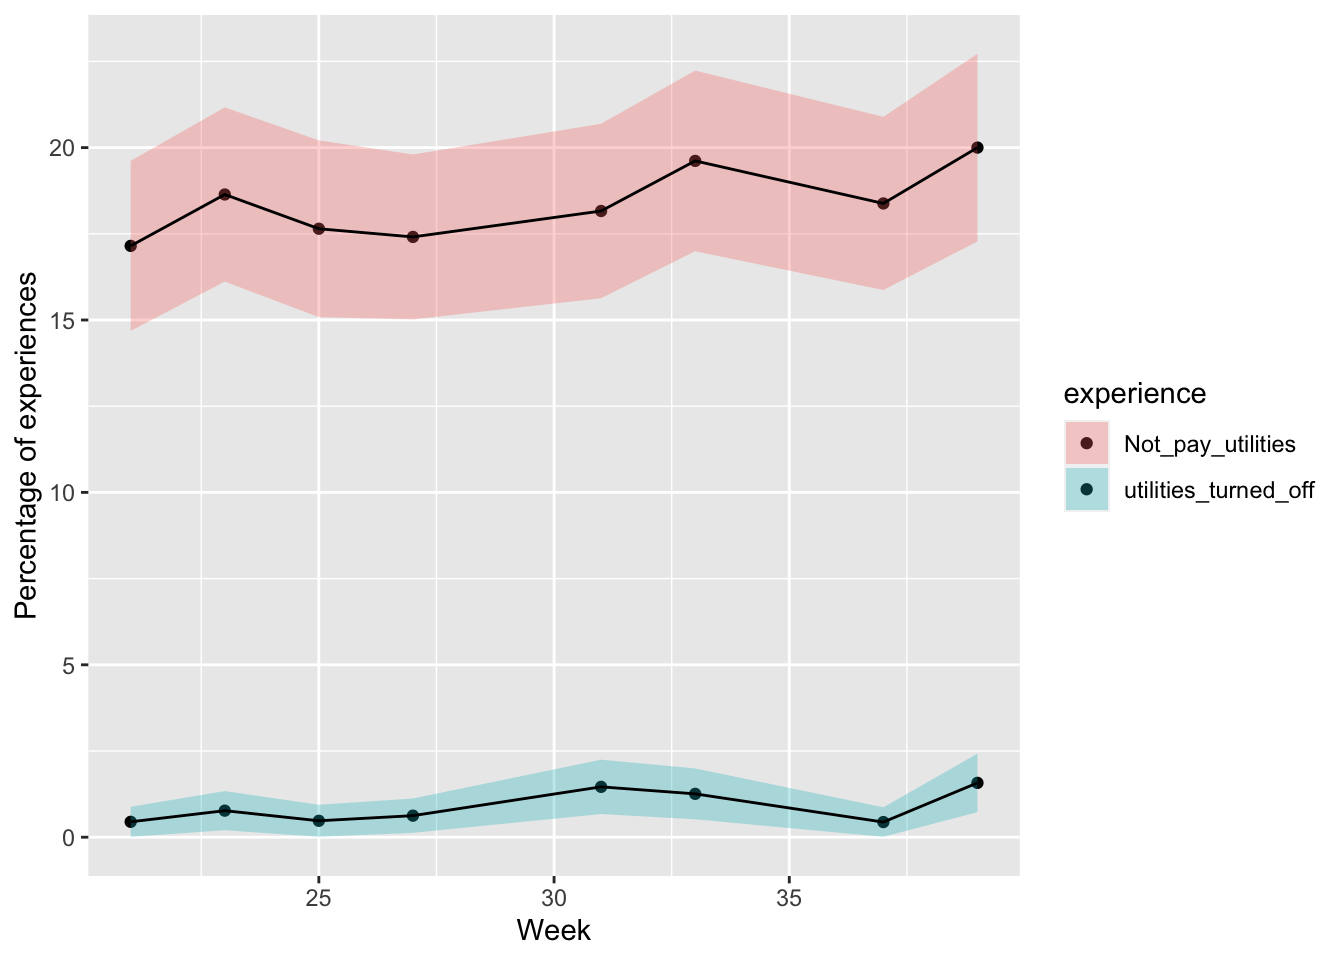 Percentage of experiences
20
15
10
5
0
25 30 35
Week
experience
Not_pay_utilities
utilities_turned_off